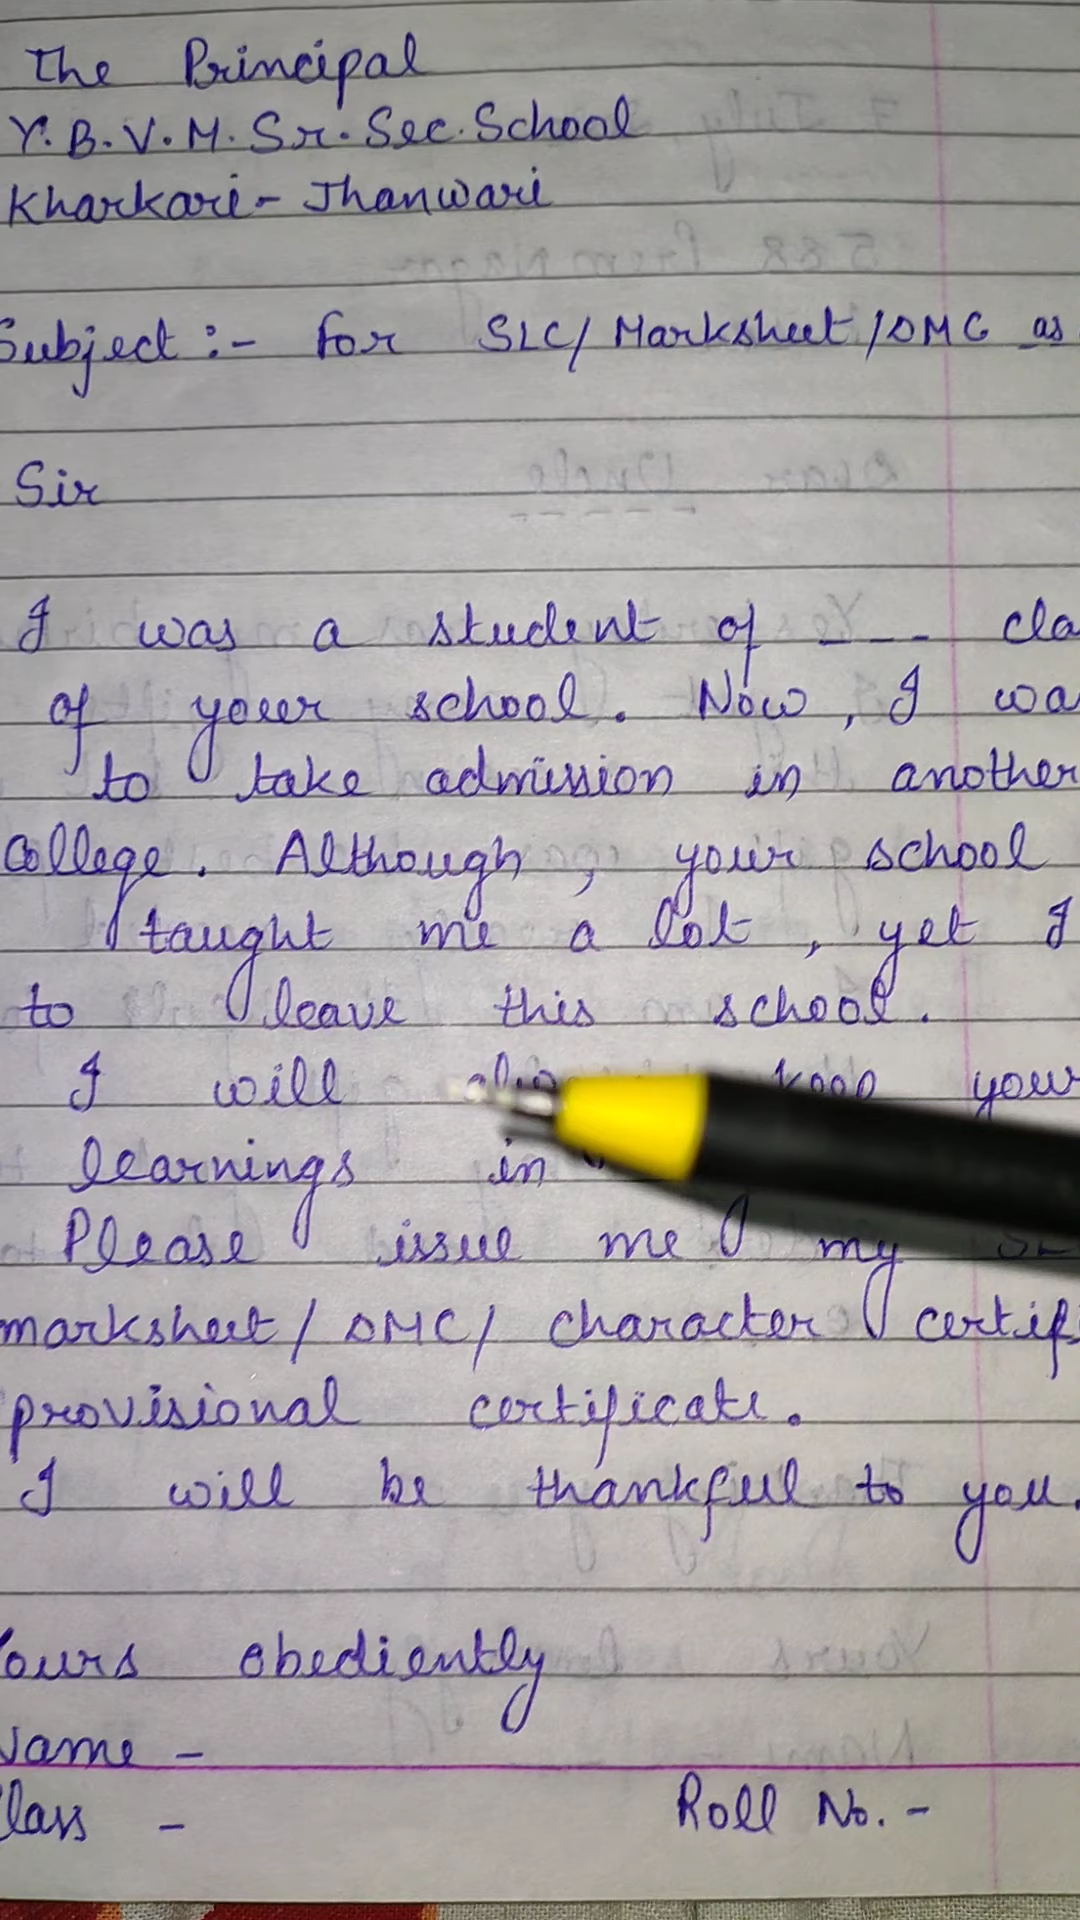 The Principal
Y.B.V.M. Sr. Sec. School
Kharkari - Jhanwari
Subject :- for SLC/ Marksheet /DMC as
Sir
I was a student of ---- cla
of your school. Now, I wa
to take admission in another
College. Although, your school
taught me a lot, yet I
to leave this school.
I will keep your
learnings in
Please issue me my
marksheet / DMC/ character certif
provisional certificate.
I will be thankful to you.
Yours obediently
Name -
Class - Roll No. -